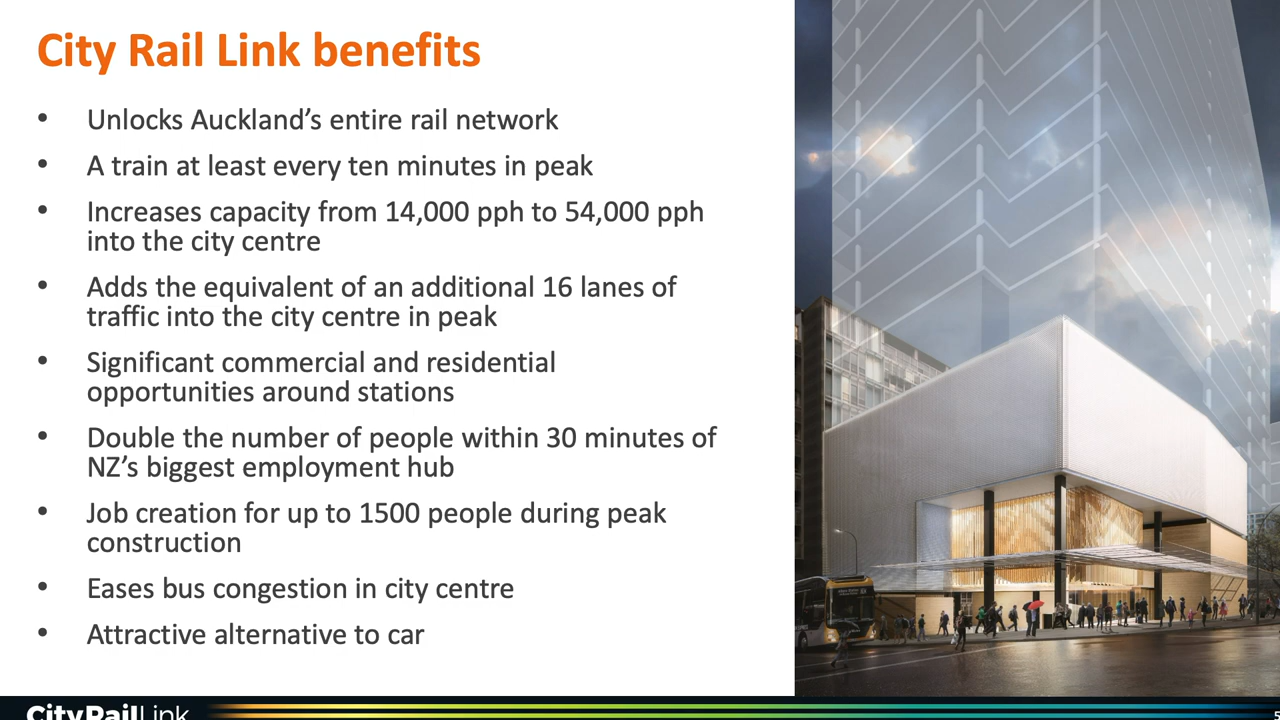 City Rail Link benefits
• Unlocks Auckland's entire rail network
• A train at least every ten minutes in peak
• Increases capacity from 14,000 pph to 54,000 pph
into the city centre
• Adds the equivalent of an additional 16 lanes of
traffic into the city centre in peak
• Significant commercial and residential
opportunities around stations
• Double the number of people within 30 minutes of
NZ's biggest employment hub
• Job creation for up to 1500 people during peak
construction
• Eases bus congestion in city centre
• Attractive alternative to car
CityRailLink